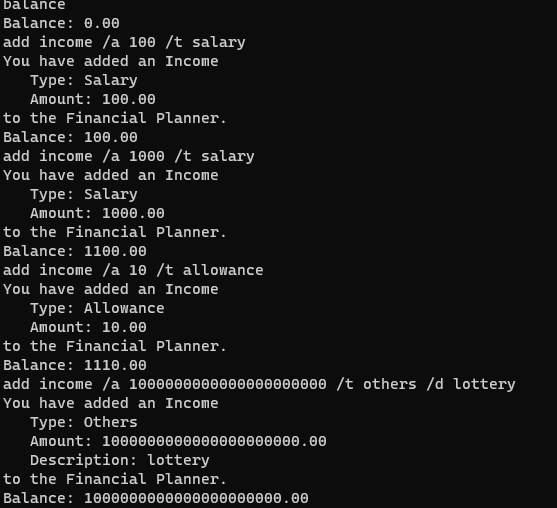 balance
Balance: 0.00
add income /a 100 /t salary
You have added an Income
   Type: Salary
   Amount: 100.00
to the Financial Planner.
Balance: 100.00
add income /a 1000 /t salary
You have added an Income
   Type: Salary
   Amount: 1000.00
to the Financial Planner.
Balance: 1100.00
add income /a 10 /t allowance
You have added an Income
   Type: Allowance
   Amount: 10.00
to the Financial Planner.
Balance: 1110.00
add income /a 1000000000000000000000 /t others /d lottery
You have added an Income
   Type: Others
   Amount: 1000000000000000000000.00
   Description: lottery
to the Financial Planner.
Balance: 1000000000000000000000.00